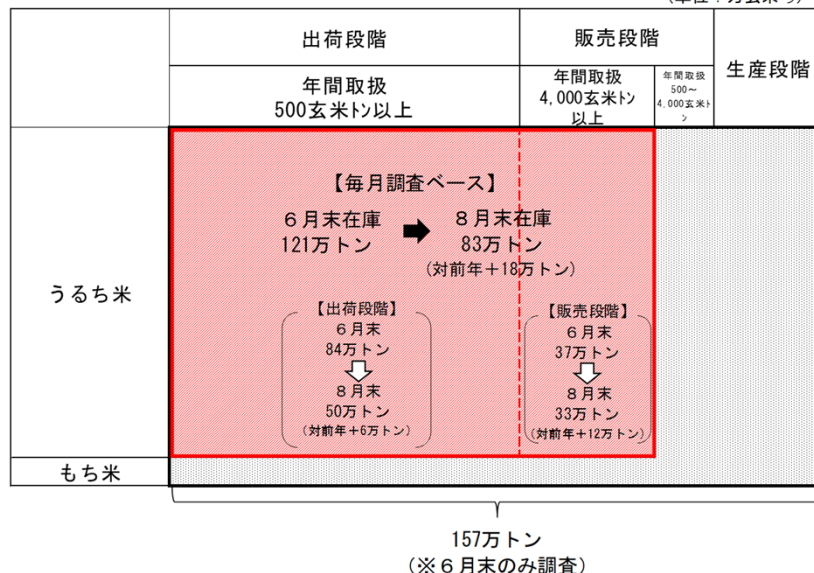 (単位:万玄米トン)
出荷段階
販売段階
生産段階
年間取扱
500玄米トン以上
年間取扱
4,000玄米トン
以上
年間取扱
500～
4,000玄米ト
ン
うるち米
【毎月調査ベース】
6月末在庫
121万トン
➡
8月末在庫
83万トン
(対前年+18万トン)
【出荷段階】
6月末
84万トン
8月末
50万トン
(対前年+6万トン)
【販売段階】
6月末
37万トン
8月末
33万トン
(対前年+12万トン)
もち米
157万トン
(※6月末のみ調査)